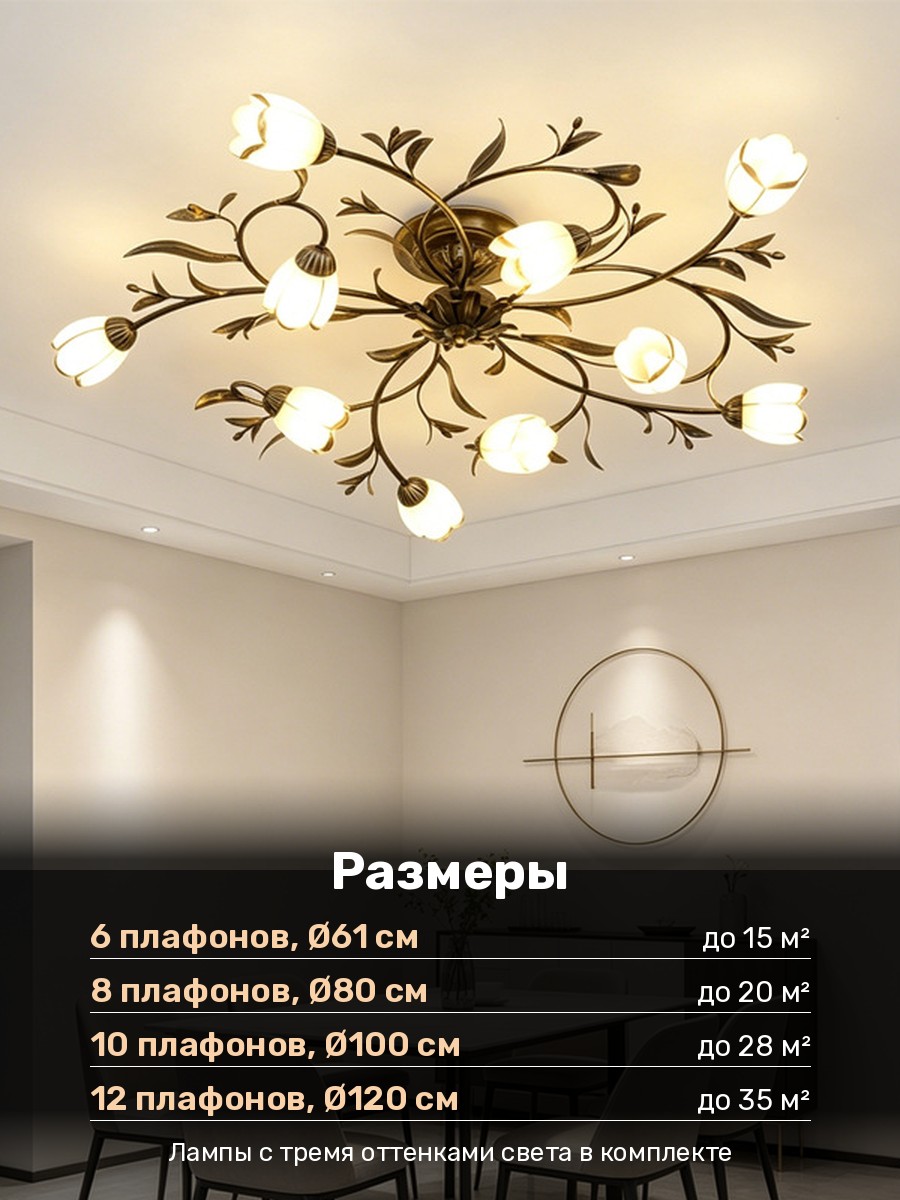 Размеры
6 плафонов, Ø61 см до 15 м²
8 плафонов, Ø80 см до 20 м²
10 плафонов, Ø100 см до 28 м²
12 плафонов, Ø120 см до 35 м²
Лампы с тремя оттенками света в комплекте